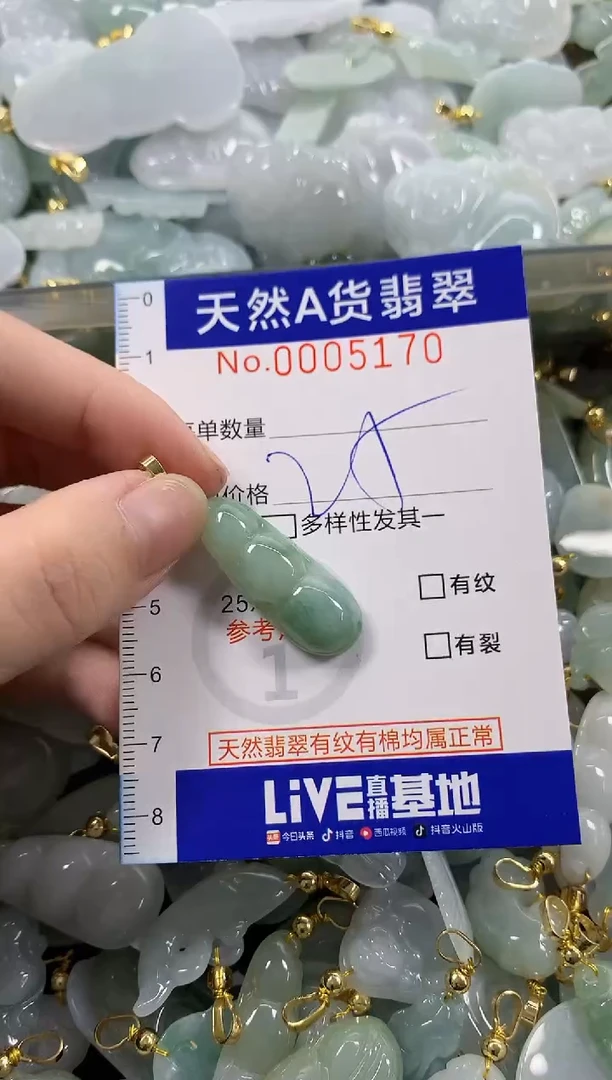 0
天然A货翡翠
1
No.0005170
单数量
价格
多样性发其一
5
25
有纹
参考
有裂
1
6
7
天然翡翠有纹有棉均属正常
8
LiVE直播基地
头条 今日头条 抖音 西瓜视频 抖音火山版